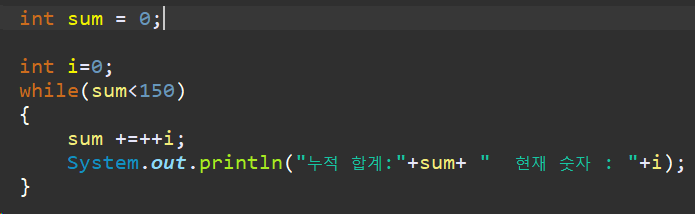 int sum = 0;
int i=0;
while(sum<150)
{
sum +=++i;
System.out.println("누적 합계:"+sum+ "  현재 숫자 : "+i);
}